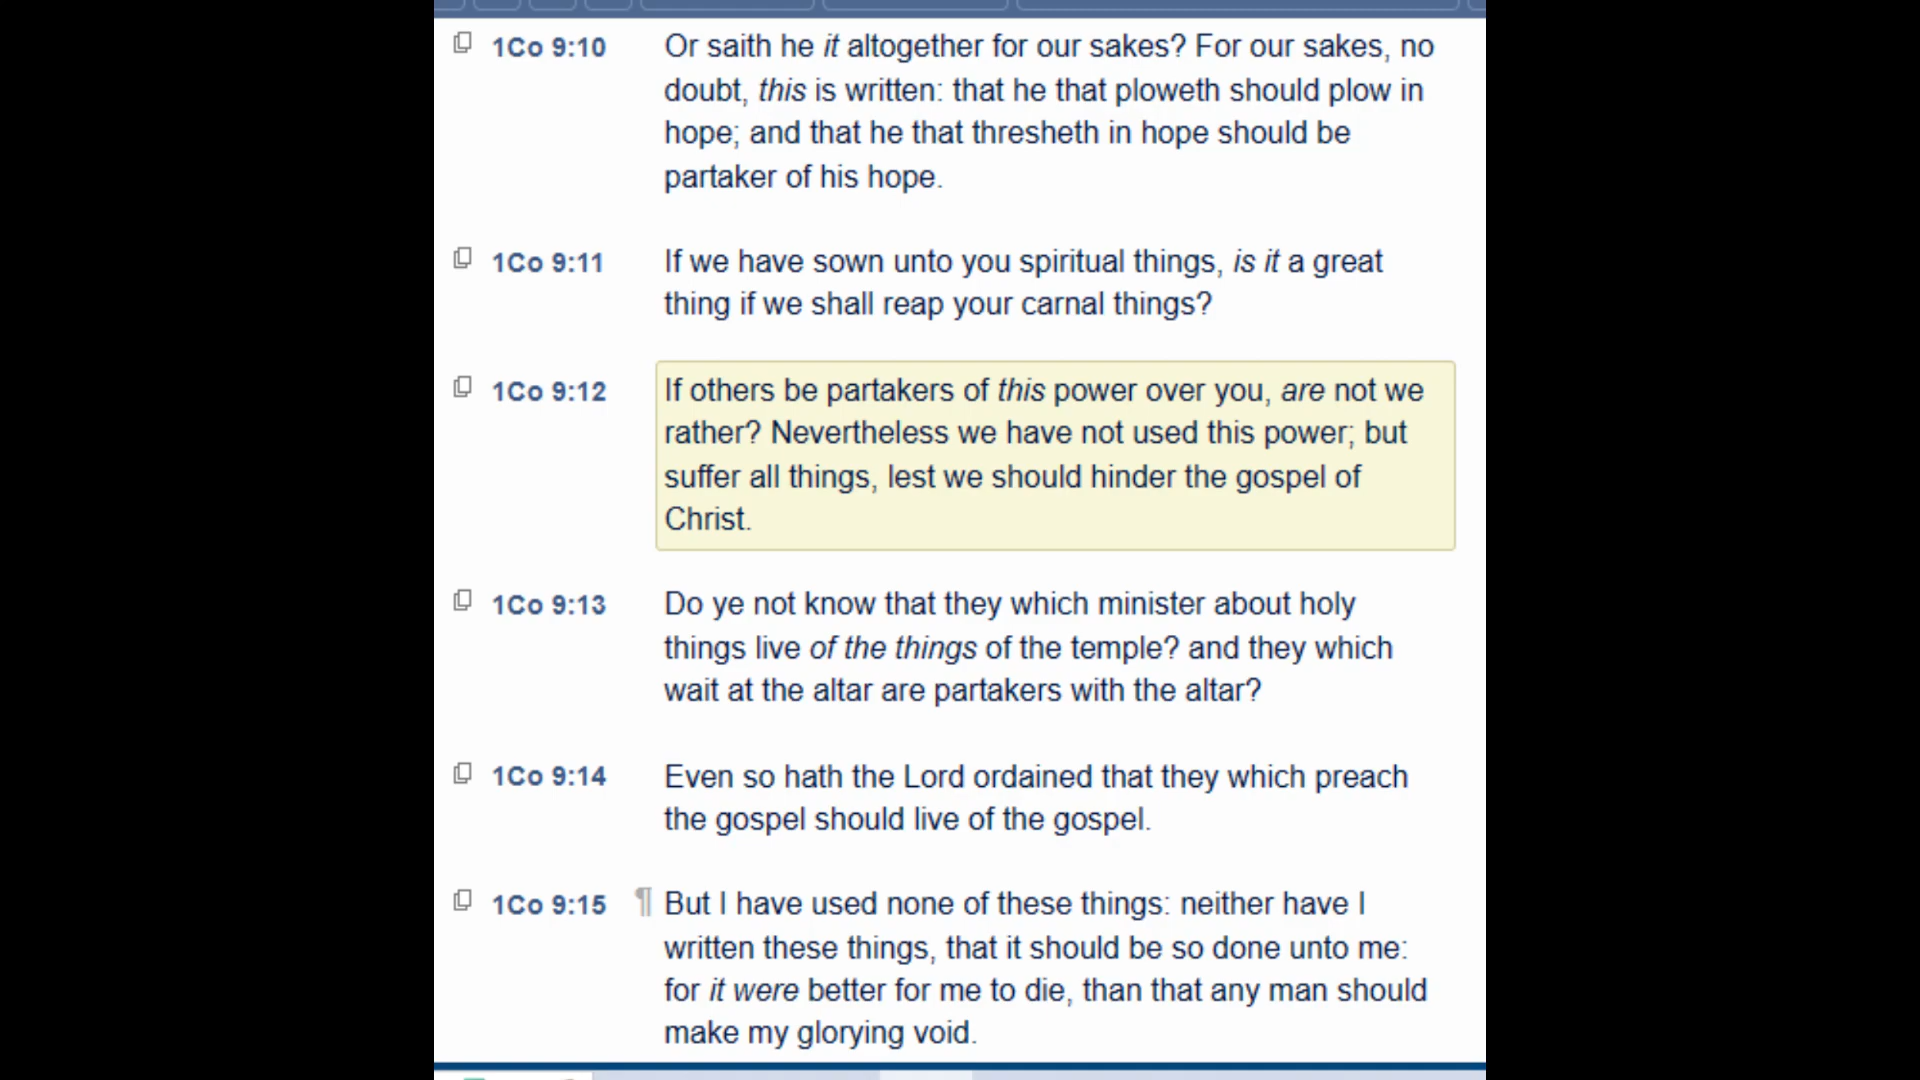 1Co 9:10 Or saith he it altogether for our sakes? For our sakes, no
doubt, this is written: that he that ploweth should plow in
hope; and that he that thresheth in hope should be
partaker of his hope.
1Co 9:11 If we have sown unto you spiritual things, is it a great
thing if we shall reap your carnal things?
1Co 9:12 If others be partakers of this power over you, are not we
rather? Nevertheless we have not used this power; but
suffer all things, lest we should hinder the gospel of
Christ.
1Co 9:13 Do ye not know that they which minister about holy
things live of the things of the temple? and they which
wait at the altar are partakers with the altar?
1Co 9:14 Even so hath the Lord ordained that they which preach
the gospel should live of the gospel.
1Co 9:15 ¶ But I have used none of these things: neither have I
written these things, that it should be so done unto me:
for it were better for me to die, than that any man should
make my glorying void.